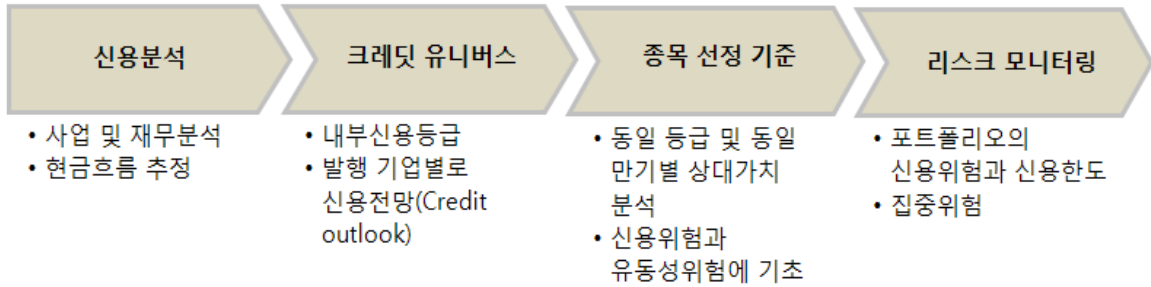 신용분석
크레딧 유니버스
종목 선정 기준
리스크 모니터링
• 사업 및 재무분석
• 현금흐름 추정
• 내부신용등급
• 발행 기업별로
신용전망(Credit
outlook)
• 동일 등급 및 동일
만기별 상대가치
분석
• 신용위험과
유동성위험에 기초
• 포트폴리오의
신용위험과 신용한도
• 집중위험